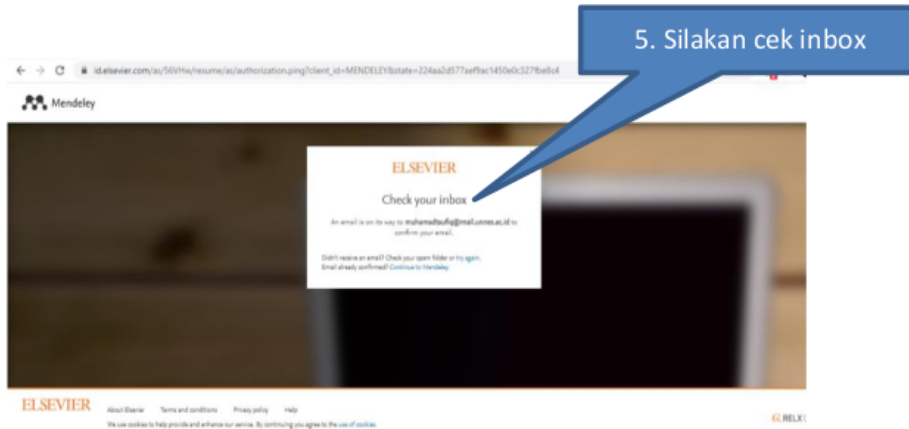 5. Silakan cek inbox
id.elsevier.com/as/56VHw/resume/as/authorization.ping?client_id=MENDELEY&state=224aa2d577aef9ac1450e0c327fbe8c4
Mendeley
ELSEVIER
Check your inbox
An email is on its way to muhamadtaufiq@mail.unnes.ac.id to
confirm your email.
Didn't receive an email? Check your spam folder or try again.
Email already confirmed? Continue to Mendeley.
ELSEVIER
About Elsevier Terms and conditions Privacy policy Help
We use cookies to help provide and enhance our service. By continuing you agree to the use of cookies.
RELX